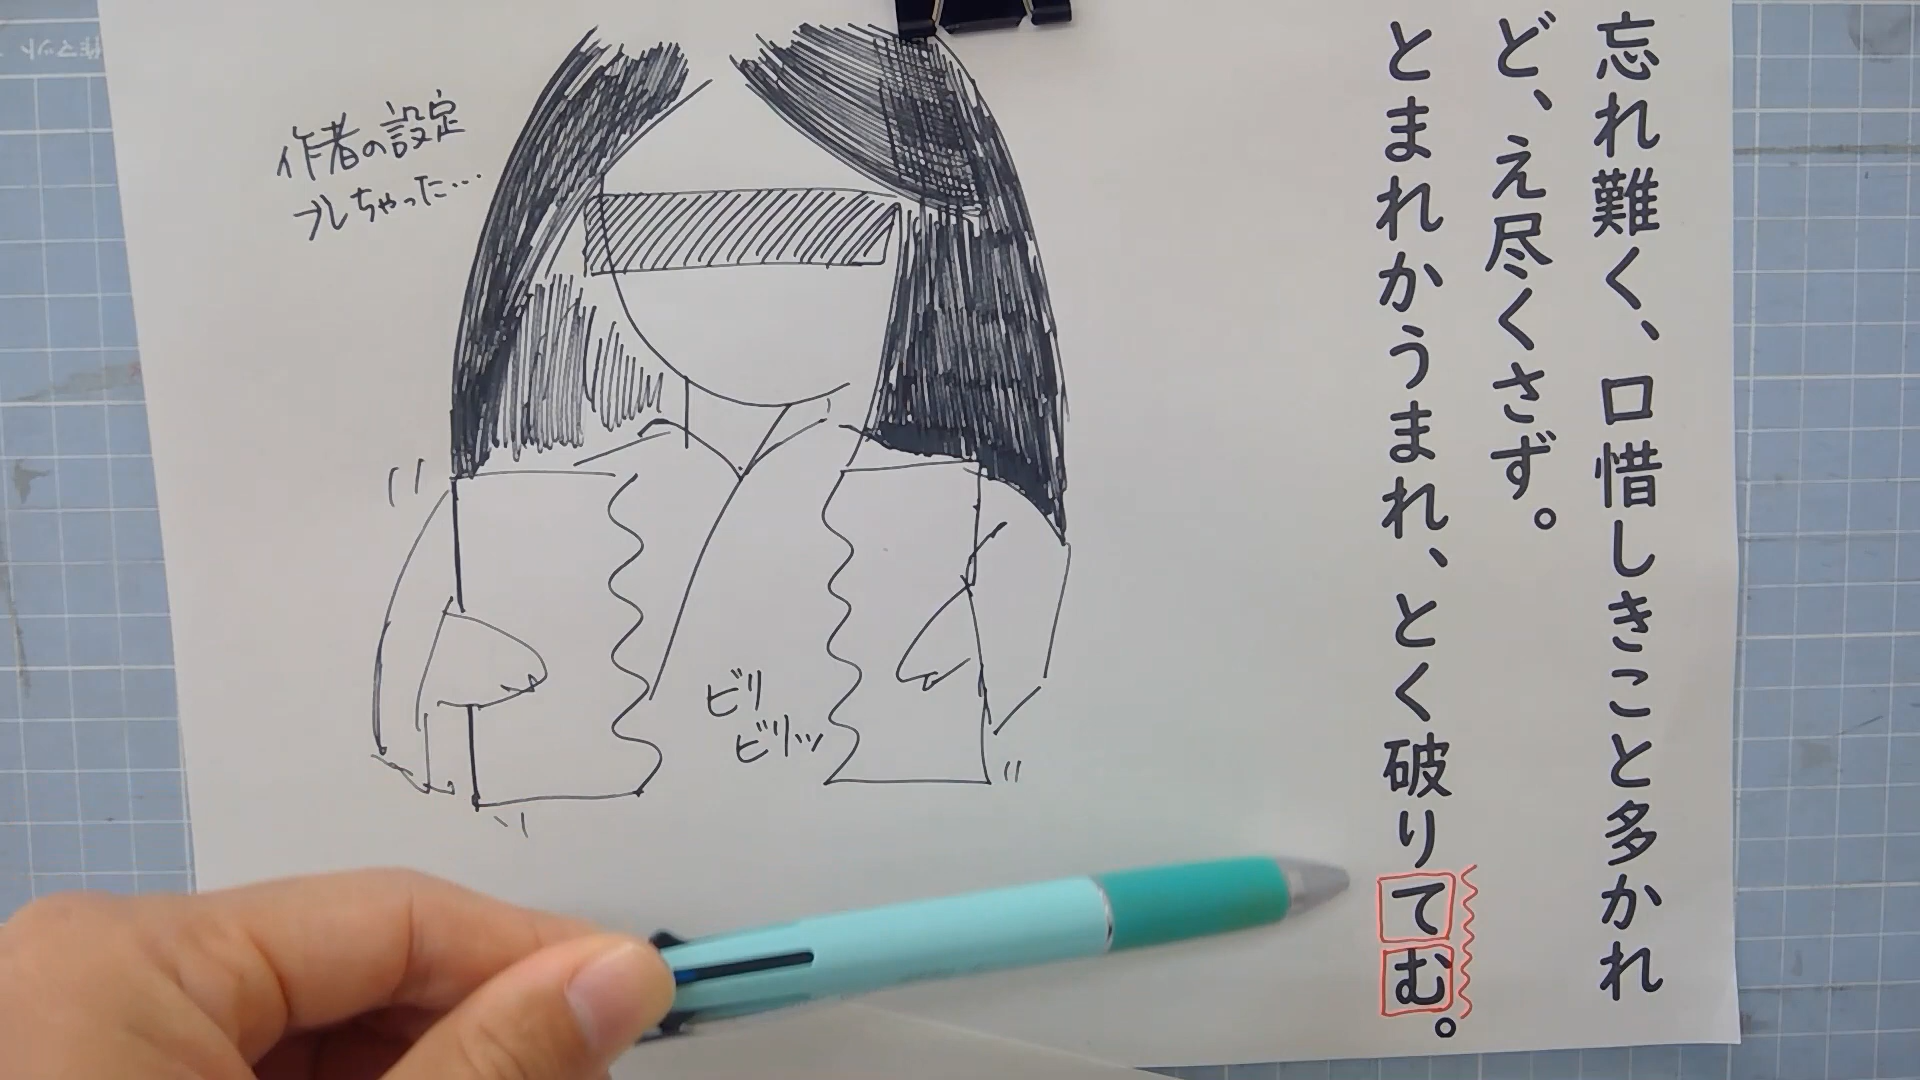 忘れ難く、口惜しきこと多かれ
ど、え尽くさず。
とまれかうまれ、とく破りてむ。
作者の設定
ブレちゃった…
ビリ
ビリッ